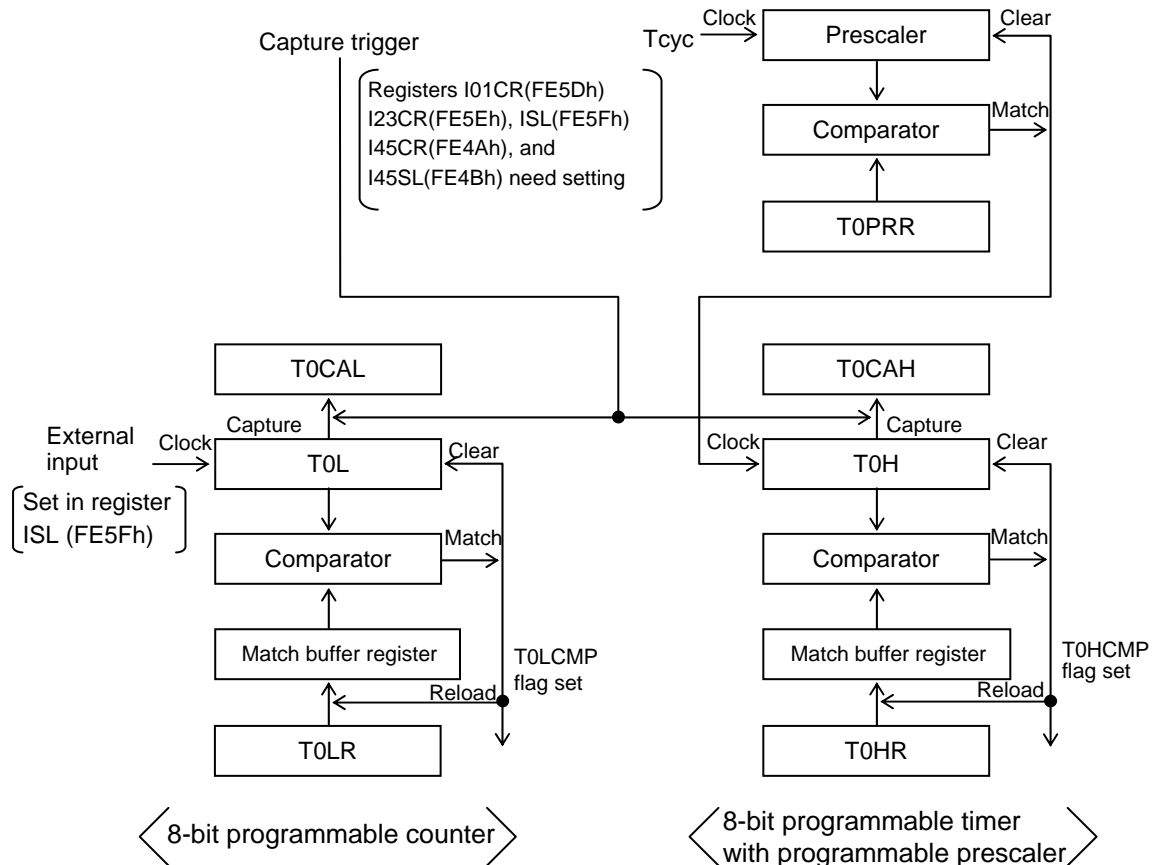 Clock
Clear
Capture trigger
Tcyc
Prescaler
Registers I01CR(FE5Dh)
I23CR(FE5Eh), ISL(FE5Fh)
I45CR(FE4Ah), and
I45SL(FE4Bh) need setting
Match
Comparator
T0PRR
T0CAL
T0CAH
Capture
Capture
External
input
Clock
T0L
Clear
Clock
T0H
Clear
Set in register
ISL (FE5Fh)
Match
Comparator
Match
Comparator
Match buffer register
T0LCMP
flag set
Match buffer register
T0HCMP
flag set
Reload
Reload
T0LR
T0HR
8-bit programmable counter
8-bit programmable timer
with programmable prescaler